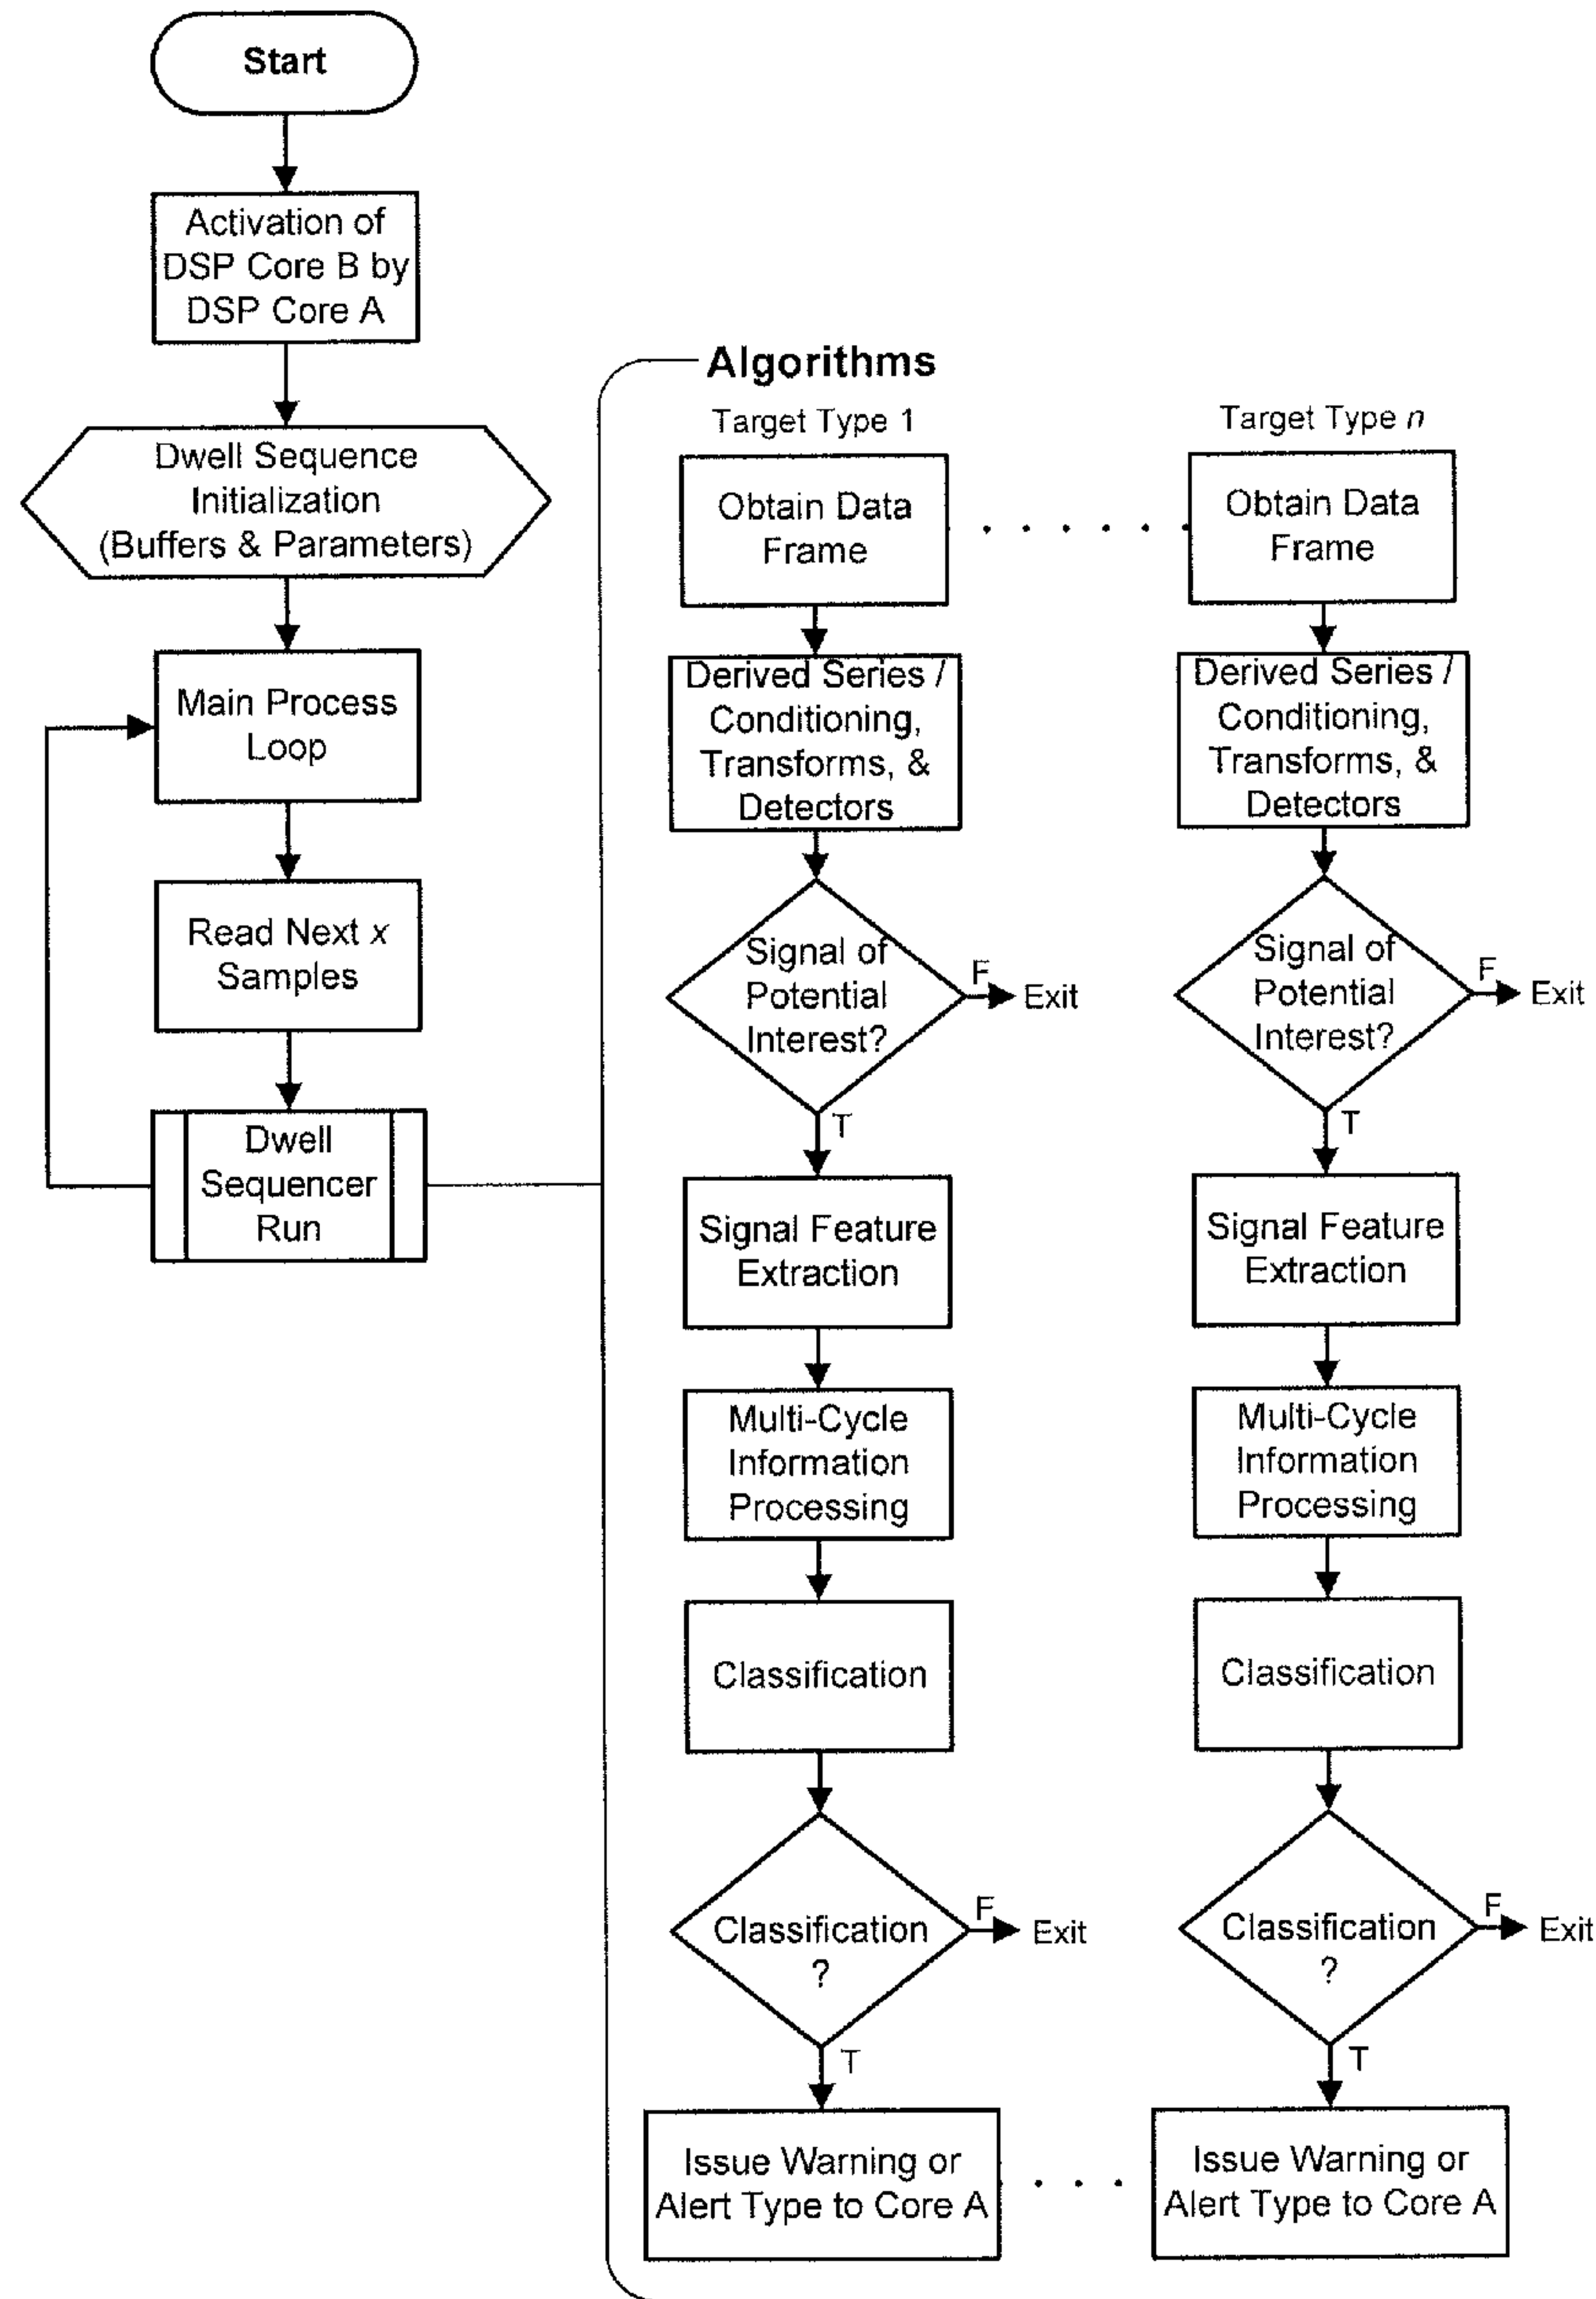 Start
Activation of
DSP Core B by
DSP Core A
Dwell Sequence
Initialization
(Buffers & Parameters)
Main Process
Loop
Read Next x
Samples
Dwell
Sequencer
Run
Algorithms
Target Type 1
Obtain Data
Frame
Derived Series /
Conditioning,
Transforms, &
Detectors
Signal of
Potential
Interest?
F
Exit
T
Signal Feature
Extraction
Multi-Cycle
Information
Processing
Classification
Classification
?
F
Exit
T
Issue Warning or
Alert Type to Core A
Target Type n
Obtain Data
Frame
Derived Series /
Conditioning,
Transforms, &
Detectors
Signal of
Potential
Interest?
F
Exit
T
Signal Feature
Extraction
Multi-Cycle
Information
Processing
Classification
Classification
?
F
Exit
T
Issue Warning or
Alert Type to Core A